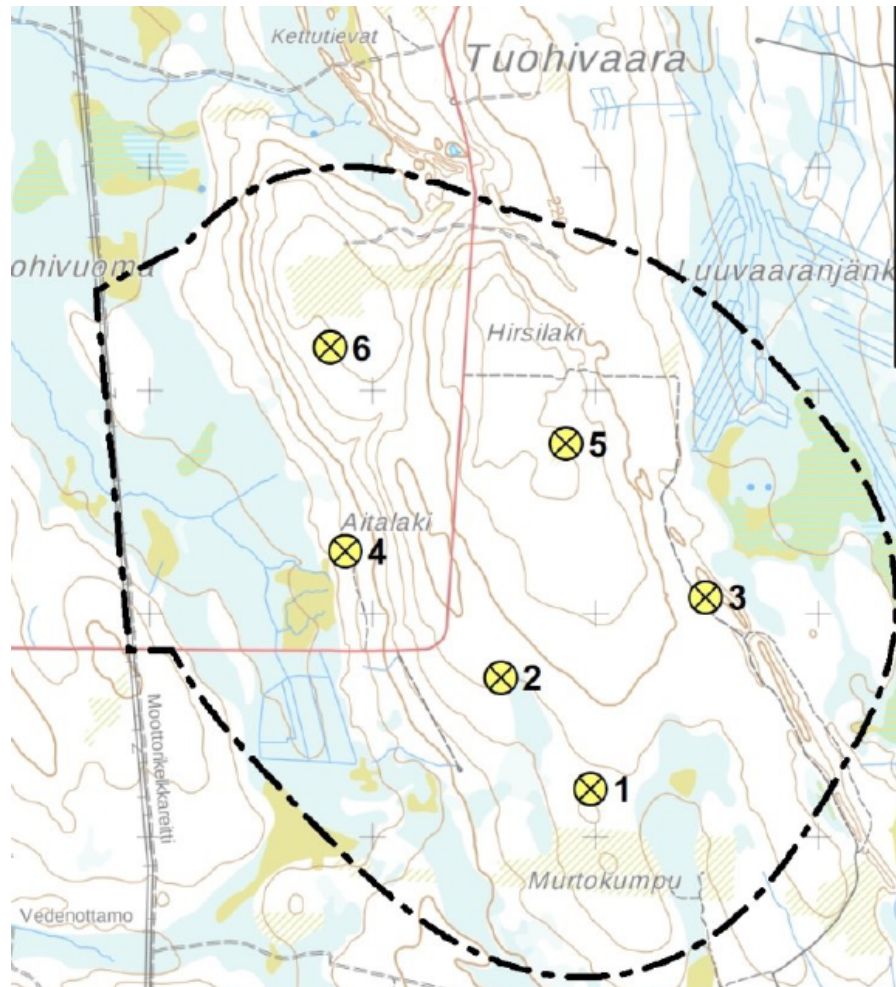 Kettutievat
Tuohivaara
ohivuoma
Luuvaaranjänk
Hirsilaki
6
5
Aitalaki
4
3
2
Moottorikelkkareitti
1
Murtokumpu
Vedenottamo